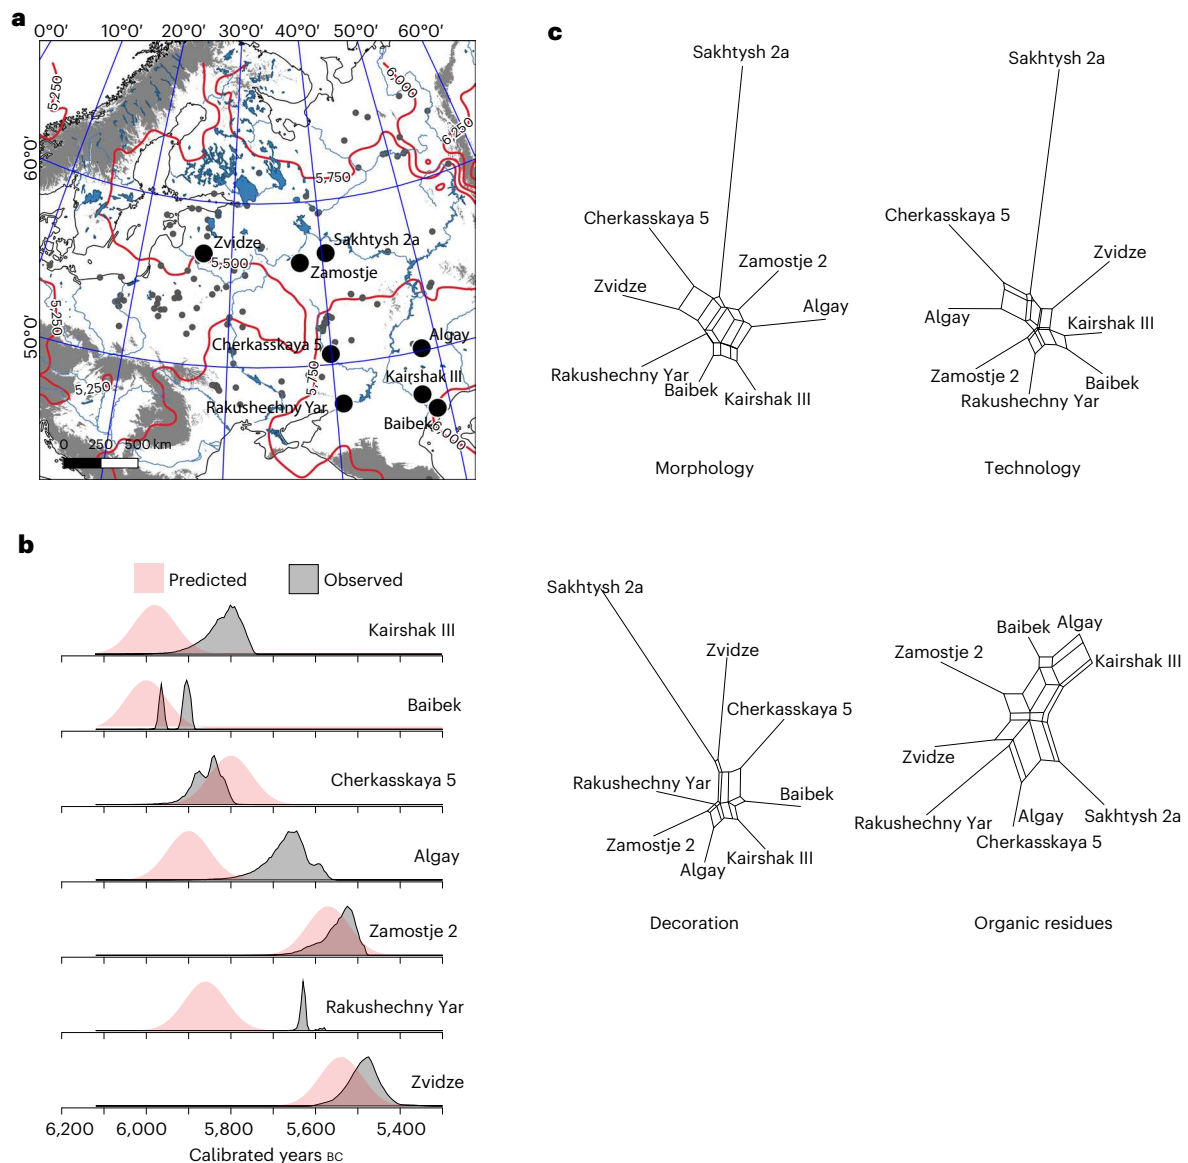 a
0°0′ 10°0′ 20°0′ 30°0′ 40°0′ 50°0′ 60°0′
60°0′
50°0′
5,250
6,000
6,250
5,750
Zvidze
Sakhtysh 2a
5,500
Zamostje
5,250
Cherkasskaya 5
Algay
5,750
Kairshak III
5,250
Rakushechny Yar
Baibek
6,000
0 250 500 km
b
Predicted
Observed
Kairshak III
Baibek
Cherkasskaya 5
Algay
Zamostje 2
Rakushechny Yar
Zvidze
6,200 6,000 5,800 5,600 5,400
Calibrated years BC
c
Sakhtysh 2a
Cherkasskaya 5
Zamostje 2
Zvidze
Algay
Rakushechny Yar
Baibek
Kairshak III
Morphology
Sakhtysh 2a
Cherkasskaya 5
Zvidze
Algay
Kairshak III
Zamostje 2
Baibek
Rakushechny Yar
Technology
Sakhtysh 2a
Zvidze
Cherkasskaya 5
Rakushechny Yar
Baibek
Zamostje 2
Kairshak III
Algay
Decoration
Baibek
Algay
Zamostje 2
Kairshak III
Zvidze
Rakushechny Yar
Algay
Sakhtysh 2a
Cherkasskaya 5
Organic residues